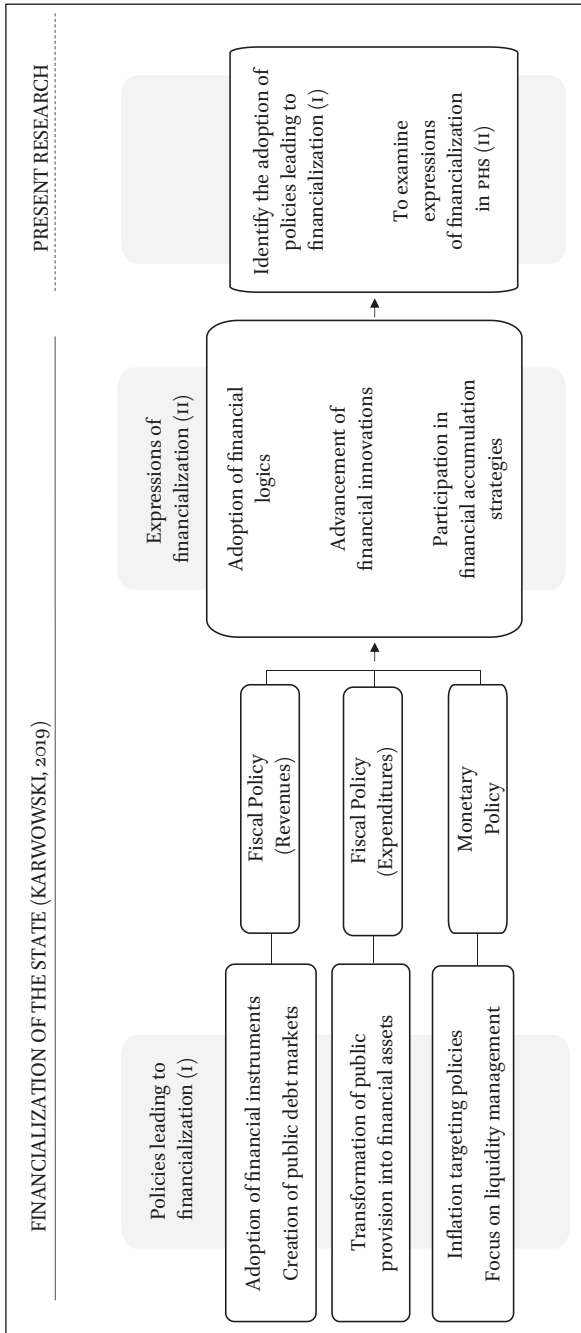 FINANCIALIZATION OF THE STATE (KARWOWSKI, 2019)
PRESENT RESEARCH
Policies leading to
financialization (I)
Adoption of financial instruments
Creation of public debt markets
Transformation of public
provision into financial assets
Inflation targeting policies
Focus on liquidity management
Fiscal Policy
(Revenues)
Fiscal Policy
(Expenditures)
Monetary
Policy
Expressions of
financialization (II)
Adoption of financial
logics
Advancement of
financial innovations
Participation in
financial accumulation
strategies
Identify the adoption of
policies leading to
financialization (I)
To examine
expressions
of financialization
in PHS (II)